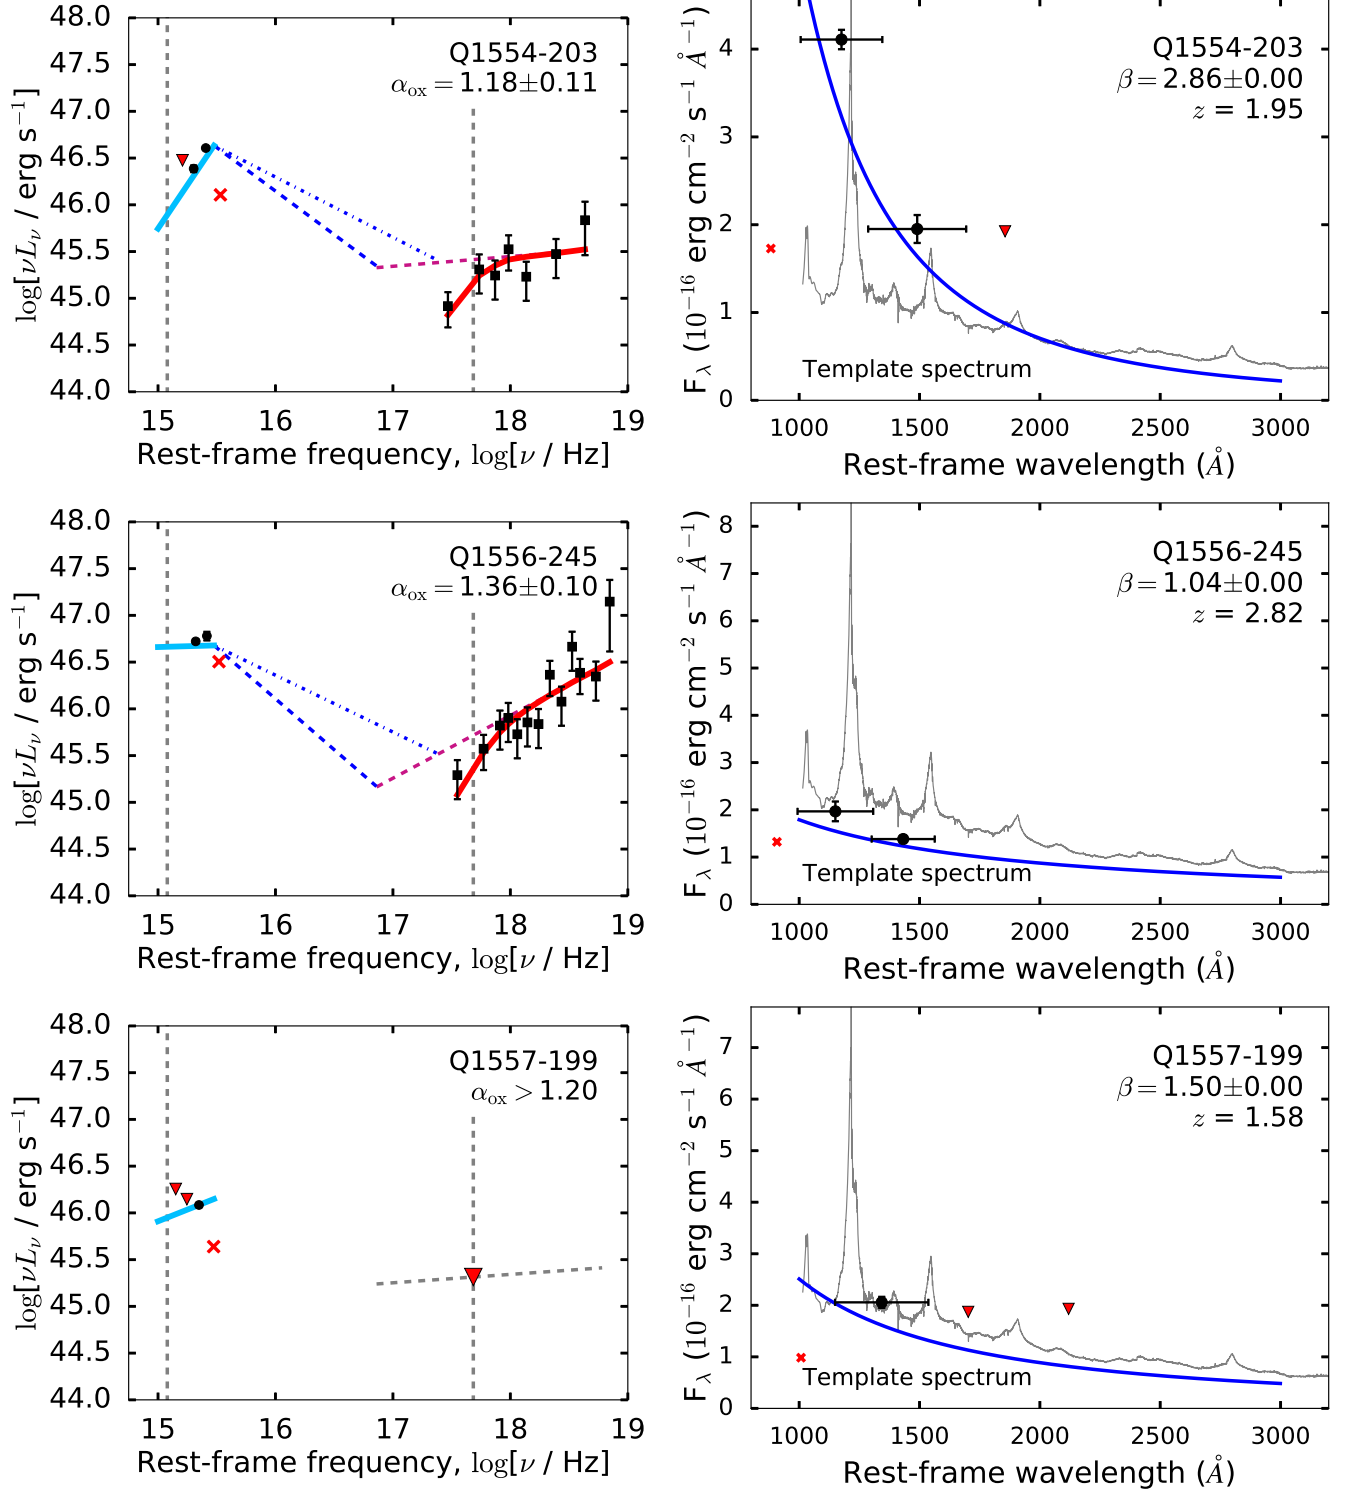 48.0
47.5
47.0
46.5
46.0
45.5
45.0
44.5
44.0
log[νLν / erg s⁻¹]
Q1554-203
αox = 1.18±0.11
15 16 17 18 19
Rest-frame frequency, log[ν / Hz]
4
3
2
1
0
Fλ (10⁻¹⁶ erg cm⁻² s⁻¹ Å⁻¹)
Q1554-203
β = 2.86±0.00
z = 1.95
Template spectrum
1000 1500 2000 2500 3000
Rest-frame wavelength (Å)
48.0
47.5
47.0
46.5
46.0
45.5
45.0
44.5
44.0
log[νLν / erg s⁻¹]
Q1556-245
αox = 1.36±0.10
15 16 17 18 19
Rest-frame frequency, log[ν / Hz]
8
7
6
5
4
3
2
1
0
Fλ (10⁻¹⁶ erg cm⁻² s⁻¹ Å⁻¹)
Q1556-245
β = 1.04±0.00
z = 2.82
Template spectrum
1000 1500 2000 2500 3000
Rest-frame wavelength (Å)
48.0
47.5
47.0
46.5
46.0
45.5
45.0
44.5
44.0
log[νLν / erg s⁻¹]
Q1557-199
αox > 1.20
15 16 17 18 19
Rest-frame frequency, log[ν / Hz]
7
6
5
4
3
2
1
0
Fλ (10⁻¹⁶ erg cm⁻² s⁻¹ Å⁻¹)
Q1557-199
β = 1.50±0.00
z = 1.58
Template spectrum
1000 1500 2000 2500 3000
Rest-frame wavelength (Å)